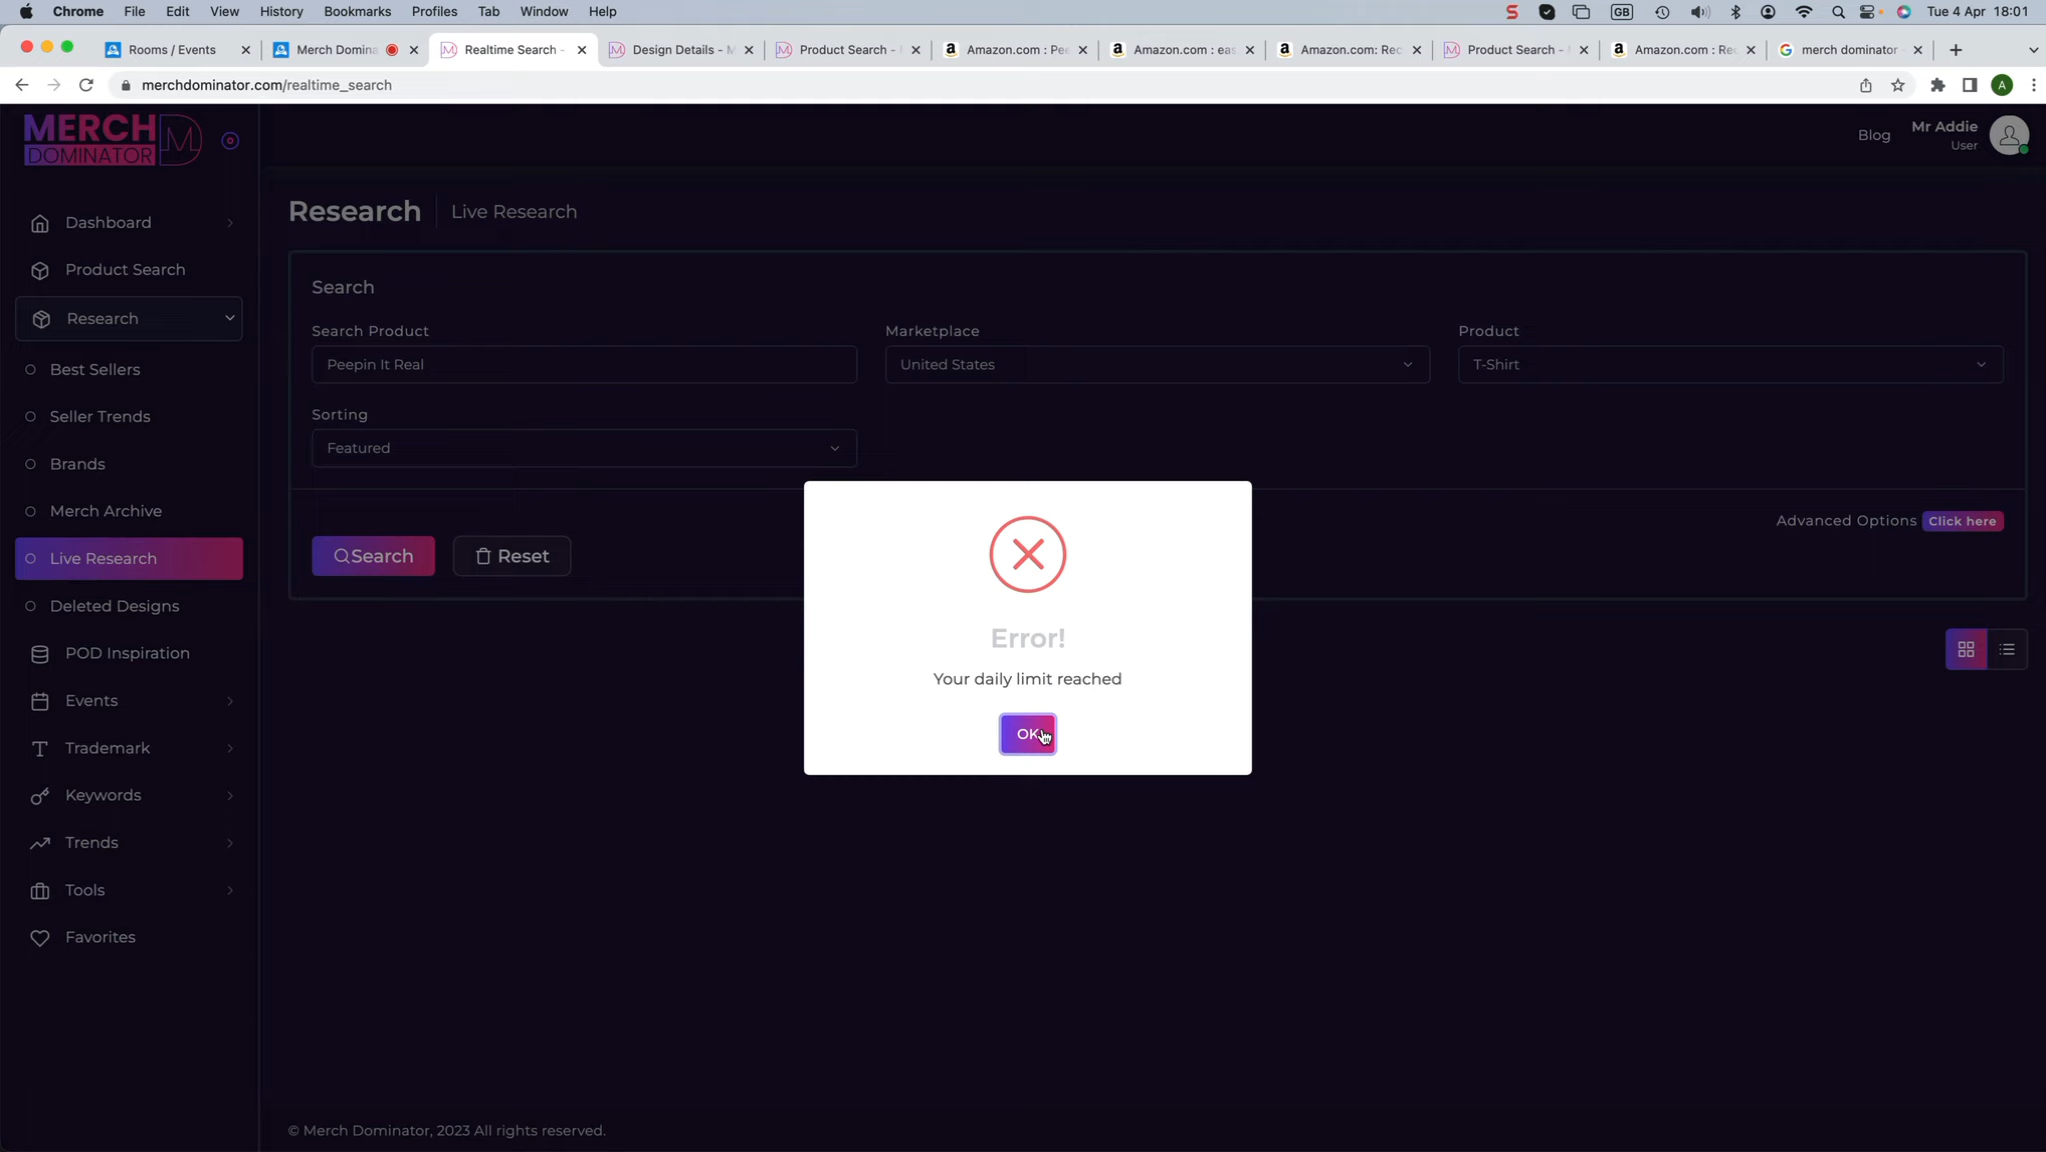 Chrome File Edit View History Bookmarks Profiles Tab Window Help
S GB Tue 4 Apr 18:01
Rooms / Events
Merch Domina
Realtime Search -
Design Details - M
Product Search -
Amazon.com : Pee
Amazon.com : eas
Amazon.com: Rec
Product Search -
Amazon.com : Rec
merch dominator
merchdominator.com/realtime_search
A
MERCH
DOMINATOR
Blog
Mr Addie
User
Dashboard
Product Search
Research
Best Sellers
Seller Trends
Brands
Merch Archive
Live Research
Deleted Designs
POD Inspiration
Events
Trademark
Keywords
Trends
Tools
Favorites
Research Live Research
Search
Search Product Marketplace Product
Peepin It Real United States T-Shirt
Sorting
Featured
Advanced Options Click here
Search Reset
Error!
Your daily limit reached
OK
© Merch Dominator, 2023 All rights reserved.